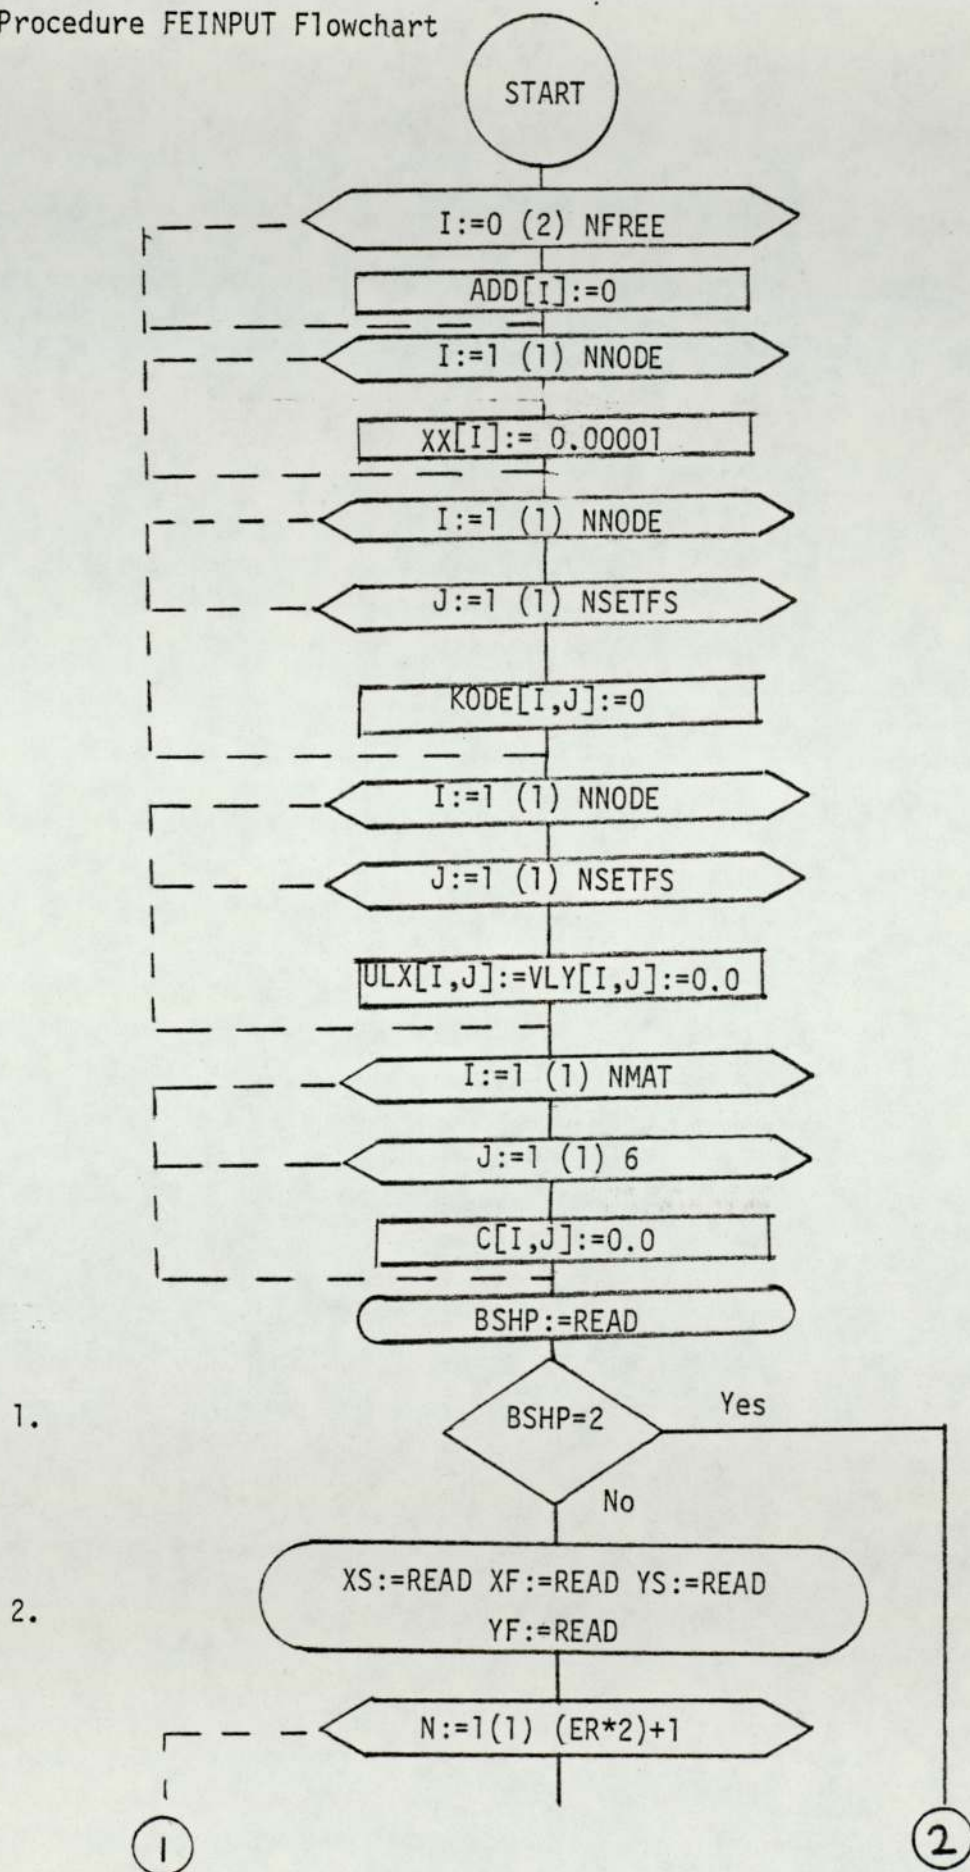 Procedure FEINPUT Flowchart
START
I:=0 (2) NFREE
ADD[I]:=0
I:=1 (1) NNODE
XX[I]:= 0.00001
I:=1 (1) NNODE
J:=1 (1) NSETFS
KODE[I,J]:=0
I:=1 (1) NNODE
J:=1 (1) NSETFS
ULX[I,J]:=VLY[I,J]:=0.0
I:=1 (1) NMAT
J:=1 (1) 6
C[I,J]:=0.0
BSHP:=READ
1.
BSHP=2
Yes
No
2.
XS:=READ XF:=READ YS:=READ
YF:=READ
N:=1(1) (ER*2)+1
1
2